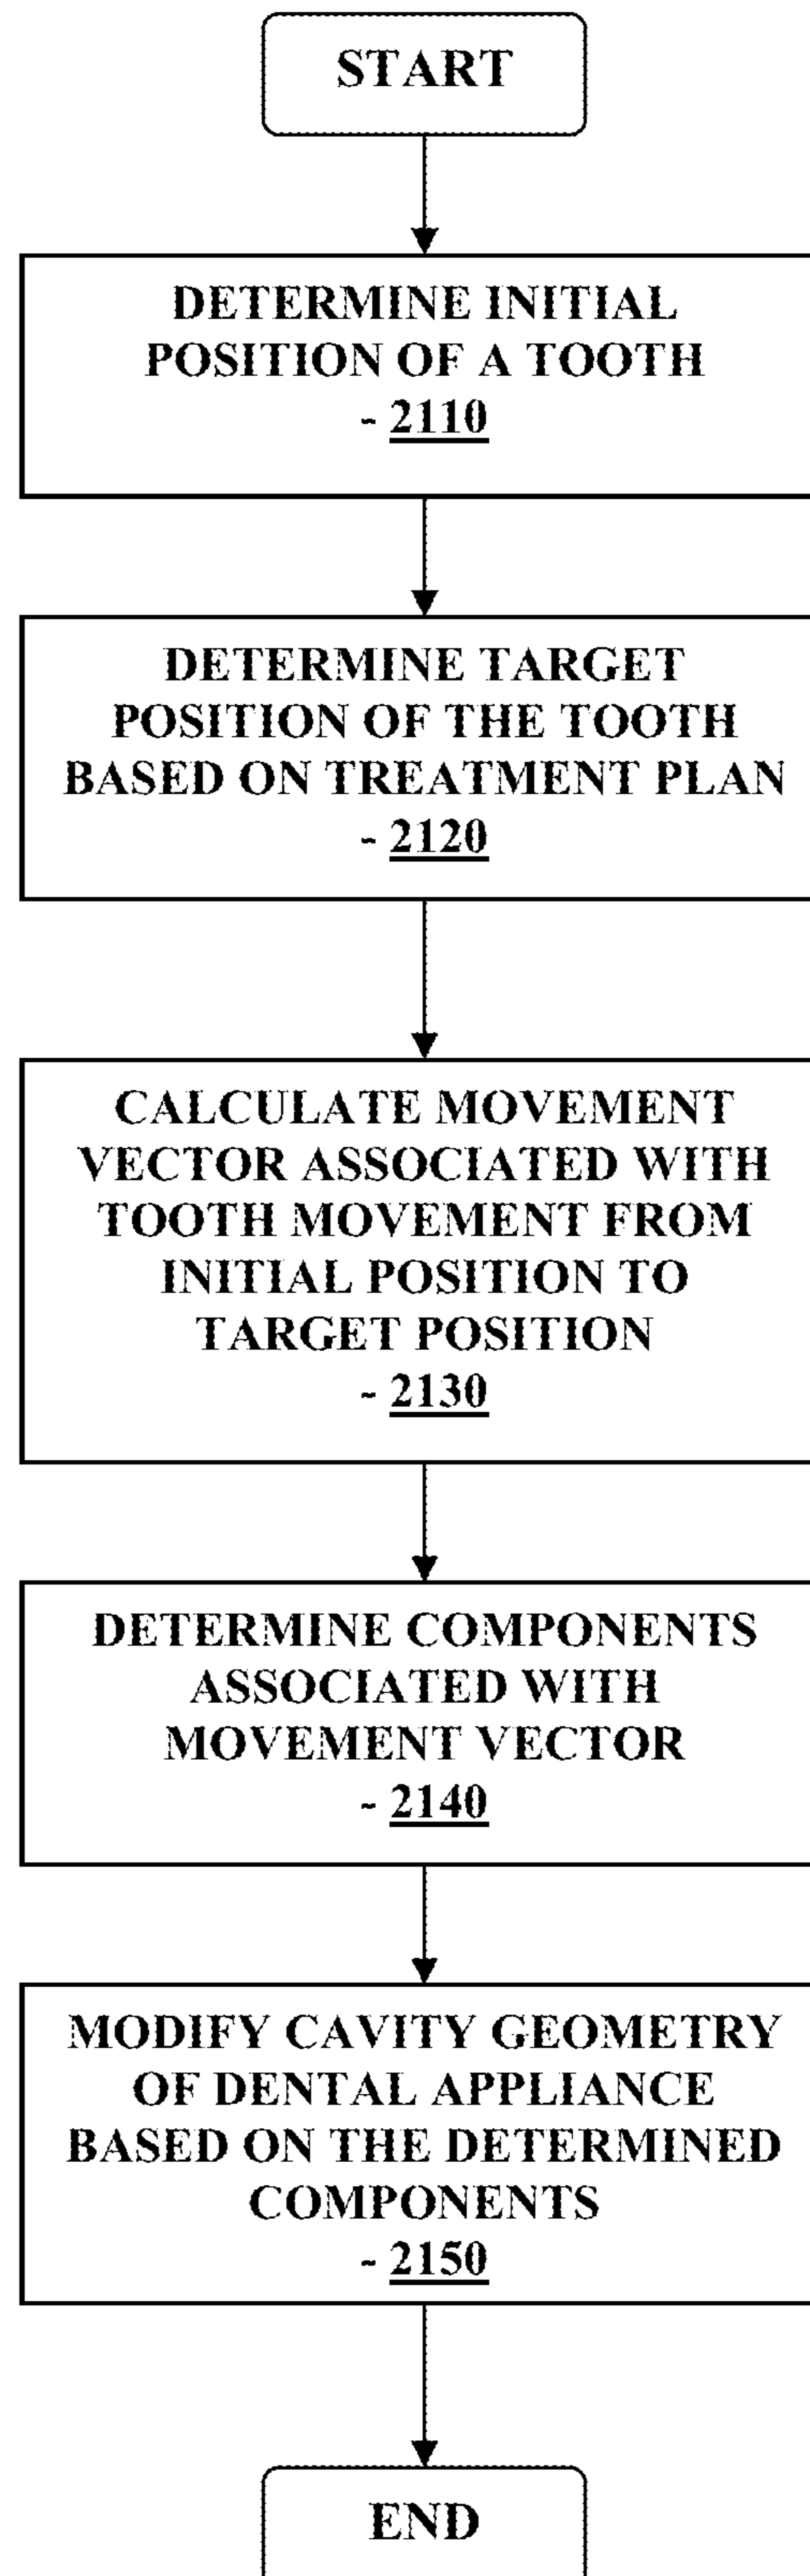 START
DETERMINE INITIAL
POSITION OF A TOOTH
- 2110
DETERMINE TARGET
POSITION OF THE TOOTH
BASED ON TREATMENT PLAN
- 2120
CALCULATE MOVEMENT
VECTOR ASSOCIATED WITH
TOOTH MOVEMENT FROM
INITIAL POSITION TO
TARGET POSITION
- 2130
DETERMINE COMPONENTS
ASSOCIATED WITH
MOVEMENT VECTOR
- 2140
MODIFY CAVITY GEOMETRY
OF DENTAL APPLIANCE
BASED ON THE DETERMINED
COMPONENTS
- 2150
END